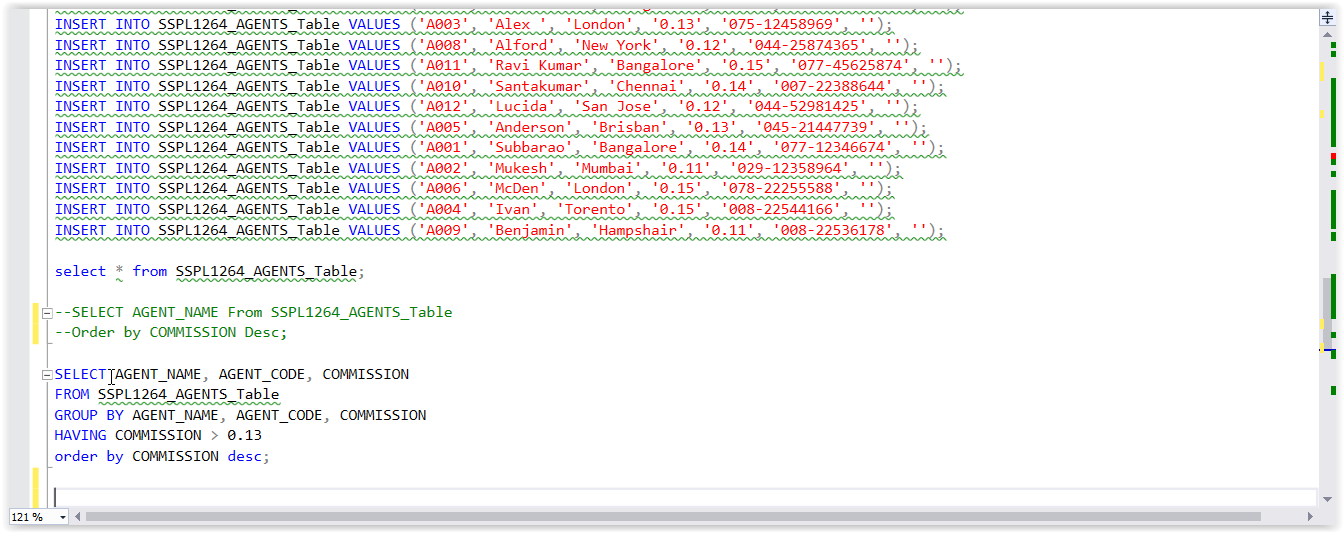 INSERT INTO SSPL1264_AGENTS_Table VALUES ('A003', 'Alex ', 'London', '0.13', '075-12458969', '');
INSERT INTO SSPL1264_AGENTS_Table VALUES ('A008', 'Alford', 'New York', '0.12', '044-25874365', '');
INSERT INTO SSPL1264_AGENTS_Table VALUES ('A011', 'Ravi Kumar', 'Bangalore', '0.15', '077-45625874', '');
INSERT INTO SSPL1264_AGENTS_Table VALUES ('A010', 'Santakumar', 'Chennai', '0.14', '007-22388644', '');
INSERT INTO SSPL1264_AGENTS_Table VALUES ('A012', 'Lucida', 'San Jose', '0.12', '044-52981425', '');
INSERT INTO SSPL1264_AGENTS_Table VALUES ('A005', 'Anderson', 'Brisban', '0.13', '045-21447739', '');
INSERT INTO SSPL1264_AGENTS_Table VALUES ('A001', 'Subbarao', 'Bangalore', '0.14', '077-12346674', '');
INSERT INTO SSPL1264_AGENTS_Table VALUES ('A002', 'Mukesh', 'Mumbai', '0.11', '029-12358964', '');
INSERT INTO SSPL1264_AGENTS_Table VALUES ('A006', 'McDen', 'London', '0.15', '078-22255588', '');
INSERT INTO SSPL1264_AGENTS_Table VALUES ('A004', 'Ivan', 'Torento', '0.15', '008-22544166', '');
INSERT INTO SSPL1264_AGENTS_Table VALUES ('A009', 'Benjamin', 'Hampshair', '0.11', '008-22536178', '');
select * from SSPL1264_AGENTS_Table;
--SELECT AGENT_NAME From SSPL1264_AGENTS_Table
--Order by COMMISSION Desc;
SELECT AGENT_NAME, AGENT_CODE, COMMISSION
FROM SSPL1264_AGENTS_Table
GROUP BY AGENT_NAME, AGENT_CODE, COMMISSION
HAVING COMMISSION > 0.13
order by COMMISSION desc;
121 %